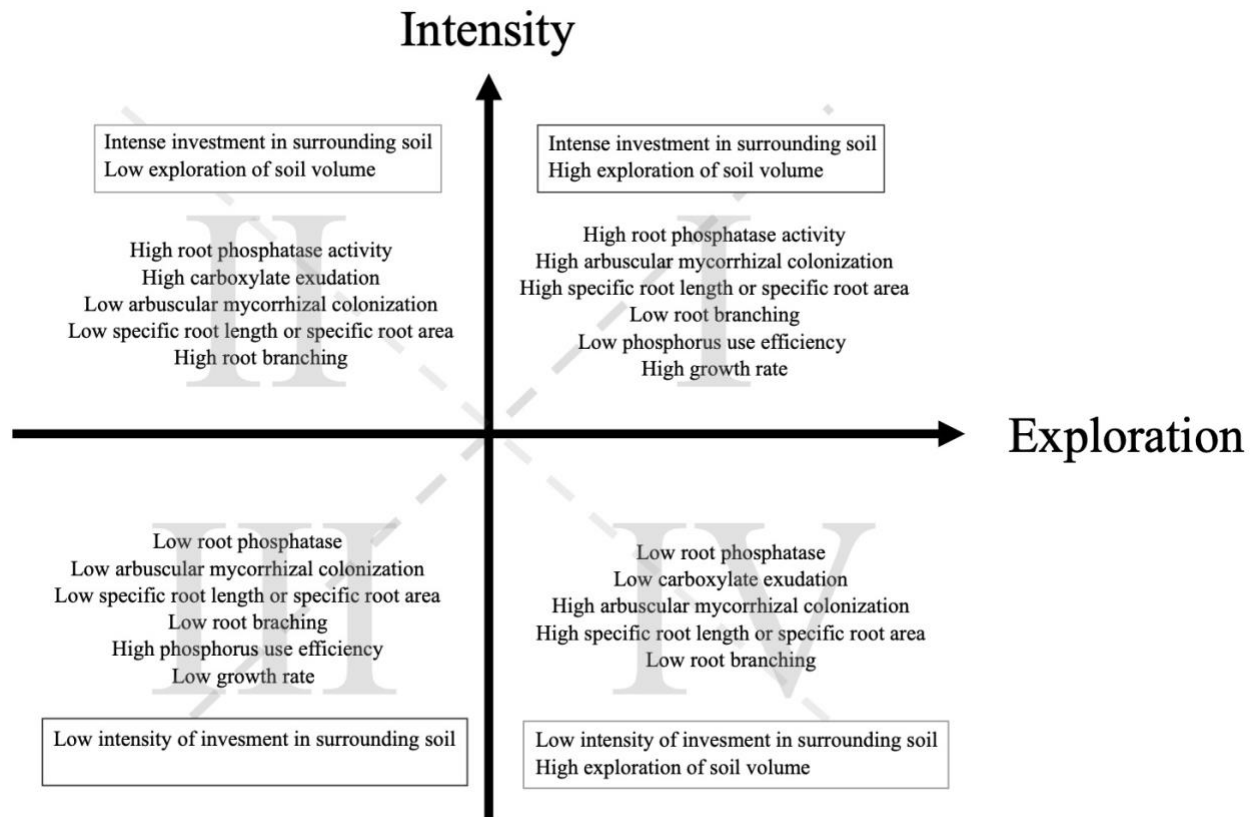 Intensity
Intense investment in surrounding soil
Low exploration of soil volume
II
High root phosphatase activity
High carboxylate exudation
Low arbuscular mycorrhizal colonization
Low specific root length or specific root area
High root branching
Intense investment in surrounding soil
High exploration of soil volume
I
High root phosphatase activity
High arbuscular mycorrhizal colonization
High specific root length or specific root area
Low root branching
Low phosphorus use efficiency
High growth rate
Exploration
III
Low root phosphatase
Low arbuscular mycorrhizal colonization
Low specific root length or specific root area
Low root braching
High phosphorus use efficiency
Low growth rate
Low intensity of invesment in surrounding soil
IV
Low root phosphatase
Low carboxylate exudation
High arbuscular mycorrhizal colonization
High specific root length or specific root area
Low root branching
Low intensity of invesment in surrounding soil
High exploration of soil volume